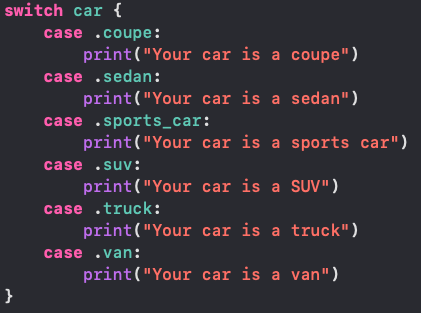 switch car {
    case .coupe:
        print("Your car is a coupe")
    case .sedan:
        print("Your car is a sedan")
    case .sports_car:
        print("Your car is a sports car")
    case .suv:
        print("Your car is a SUV")
    case .truck:
        print("Your car is a truck")
    case .van:
        print("Your car is a van")
}